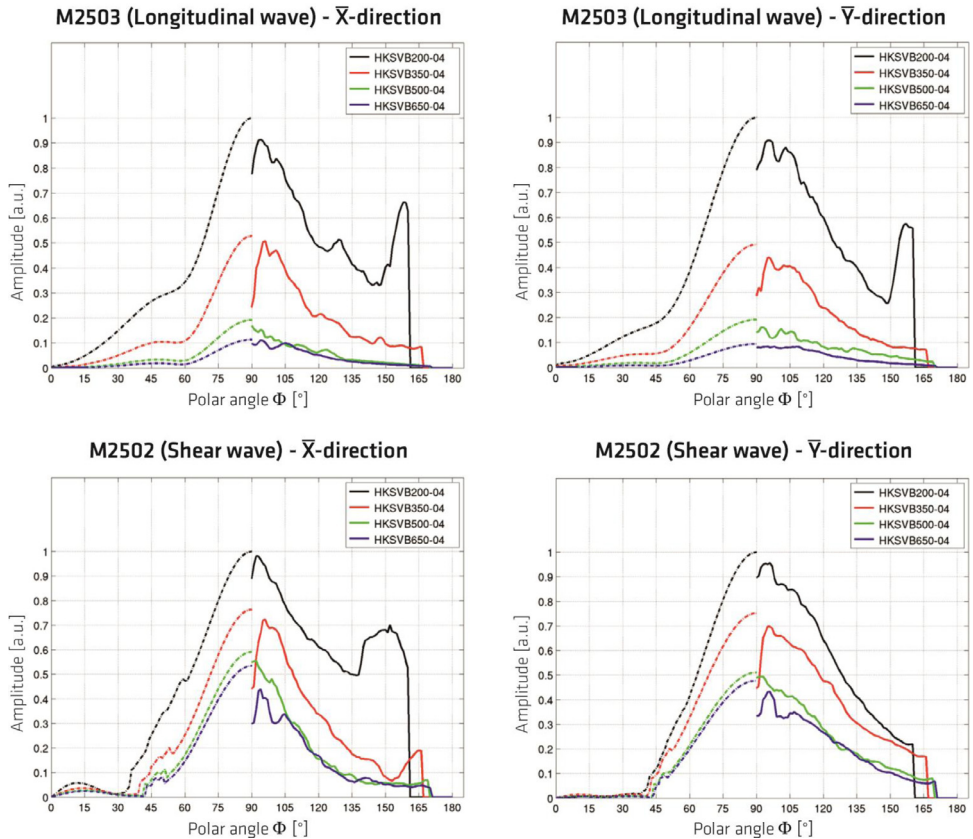 M2503 (Longitudinal wave) - X̅-direction
HKSVB200-04
HKSVB350-04
HKSVB500-04
HKSVB650-04
1
0.9
0.8
0.7
0.6
0.5
0.4
0.3
0.2
0.1
0
Amplitude [a.u.]
0 15 30 45 60 75 90 105 120 135 150 165 180
Polar angle Φ [°]
M2503 (Longitudinal wave) - Y̅-direction
HKSVB200-04
HKSVB350-04
HKSVB500-04
HKSVB650-04
1
0.9
0.8
0.7
0.6
0.5
0.4
0.3
0.2
0.1
0
Amplitude [a.u.]
0 15 30 45 60 75 90 105 120 135 150 165 180
Polar angle Φ [°]
M2502 (Shear wave) - X̅-direction
HKSVB200-04
HKSVB350-04
HKSVB500-04
HKSVB650-04
1
0.9
0.8
0.7
0.6
0.5
0.4
0.3
0.2
0.1
0
Amplitude [a.u.]
0 15 30 45 60 75 90 105 120 135 150 165 180
Polar angle Φ [°]
M2502 (Shear wave) - Y̅-direction
HKSVB200-04
HKSVB350-04
HKSVB500-04
HKSVB650-04
1
0.9
0.8
0.7
0.6
0.5
0.4
0.3
0.2
0.1
0
Amplitude [a.u.]
0 15 30 45 60 75 90 105 120 135 150 165 180
Polar angle Φ [°]